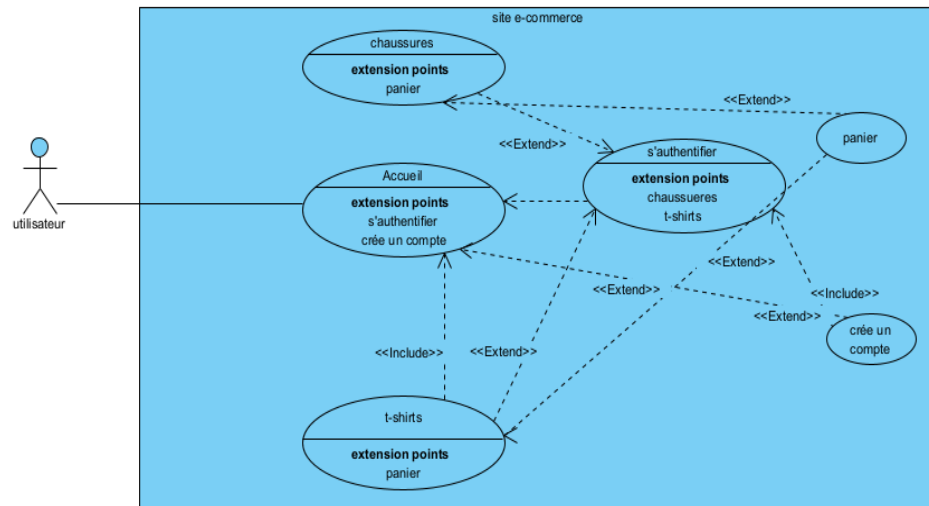 site e-commerce
chaussures
extension points
panier
<<Extend>>
panier
<<Extend>>
s'authentifier
extension points
chaussueres
t-shirts
Accueil
extension points
s'authentifier
crée un compte
utilisateur
<<Extend>>
<<Extend>>
<<Include>>
<<Extend>>
crée un
compte
<<Include>>
<<Extend>>
t-shirts
extension points
panier